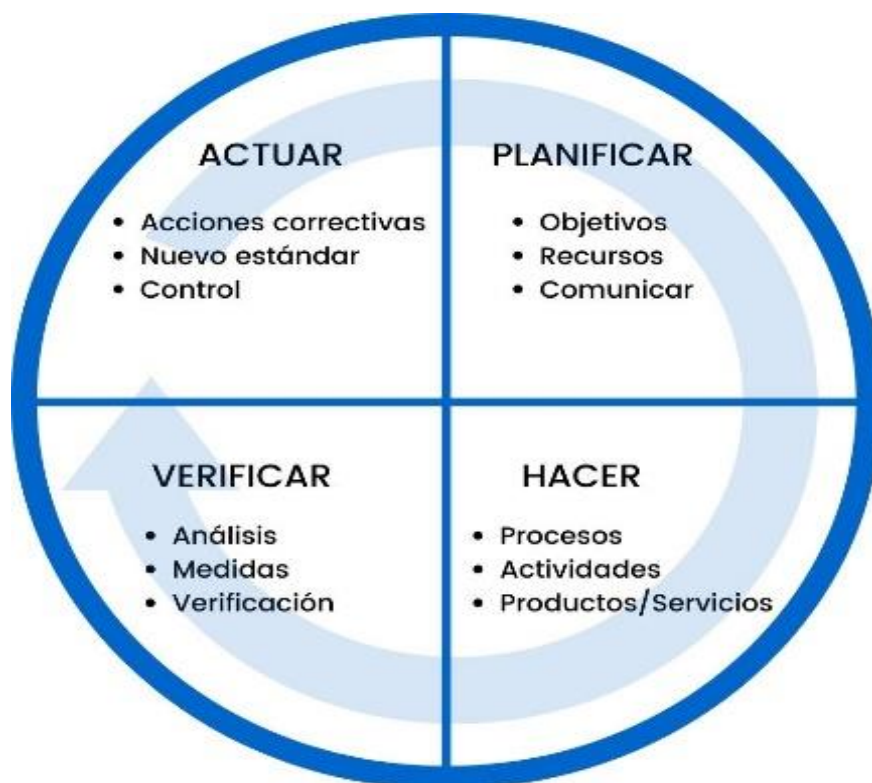 ACTUAR
• Acciones correctivas
• Nuevo estándar
• Control
PLANIFICAR
• Objetivos
• Recursos
• Comunicar
VERIFICAR
• Análisis
• Medidas
• Verificación
HACER
• Procesos
• Actividades
• Productos/Servicios